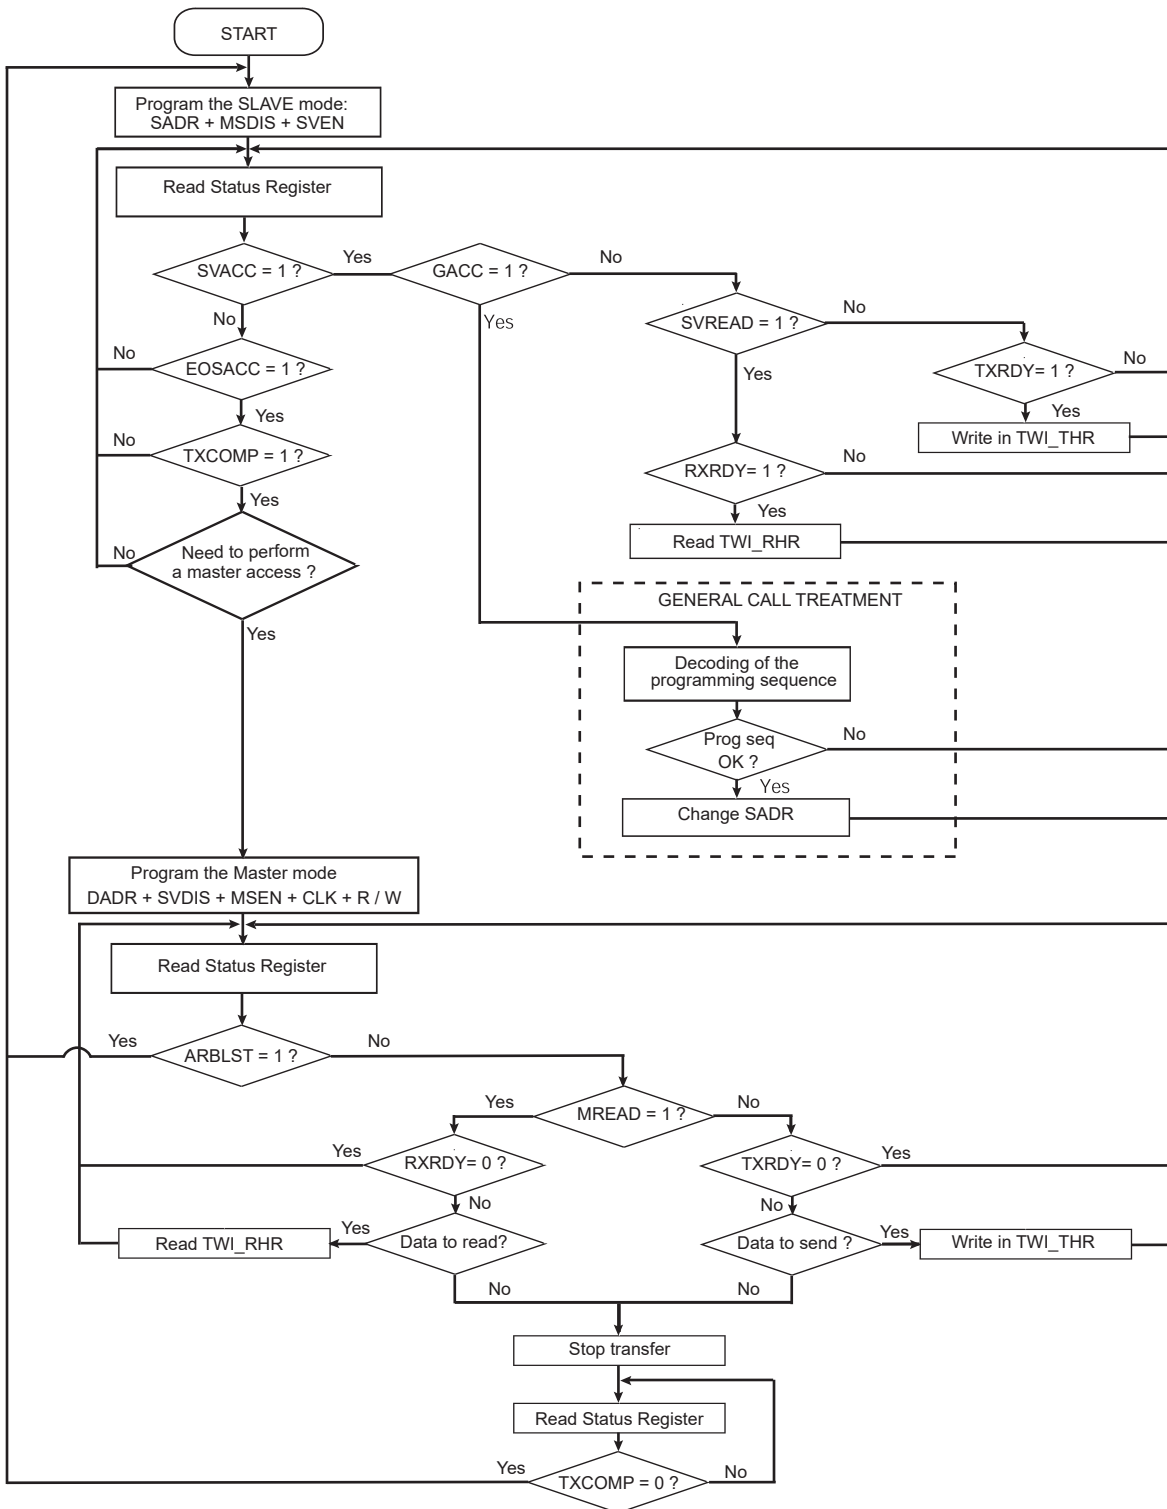 START
Program the SLAVE mode:
SADR + MSDIS + SVEN
Read Status Register
SVACC = 1 ?
Yes
GACC = 1 ?
No
No
Yes
SVREAD = 1 ?
No
Yes
TXRDY= 1 ?
No
Yes
Write in TWI_THR
No
EOSACC = 1 ?
Yes
No
TXCOMP = 1 ?
Yes
RXRDY= 1 ?
No
Yes
Read TWI_RHR
No
Need to perform
a master access ?
Yes
GENERAL CALL TREATMENT
Decoding of the
programming sequence
Prog seq
OK ?
No
Yes
Change SADR
Program the Master mode
DADR + SVDIS + MSEN + CLK + R / W
Read Status Register
Yes
ARBLST = 1 ?
No
Yes
MREAD = 1 ?
No
Yes
RXRDY= 0 ?
No
TXRDY= 0 ?
Yes
No
Read TWI_RHR
Yes
Data to read?
No
Data to send ?
Yes
Write in TWI_THR
No
Stop transfer
Read Status Register
Yes
TXCOMP = 0 ?
No